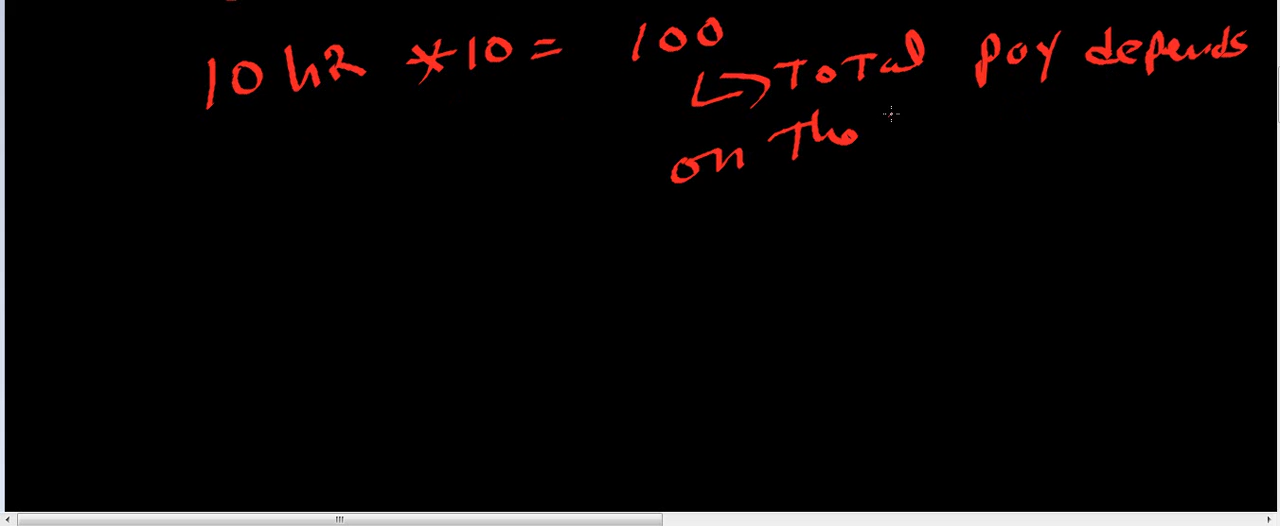 10 hr *10 = 100
Total pay depends
on the